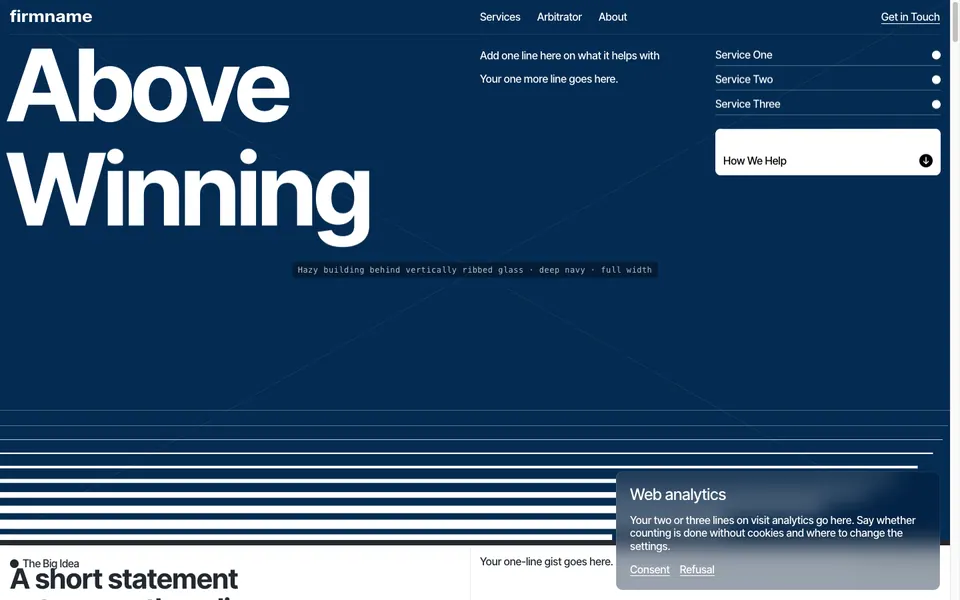 firmname
Services
Arbitrator
About
Get in Touch
Above
Winning
Add one line here on what it helps with
Your one more line goes here.
Service One
Service Two
Service Three
How We Help
Hazy building behind vertically ribbed glass · deep navy · full width
Web analytics
Your two or three lines on visit analytics go here. Say whether
counting is done without cookies and where to change the
settings.
Consent
Refusal
The Big Idea
A short statement
Your one-line gist goes here.